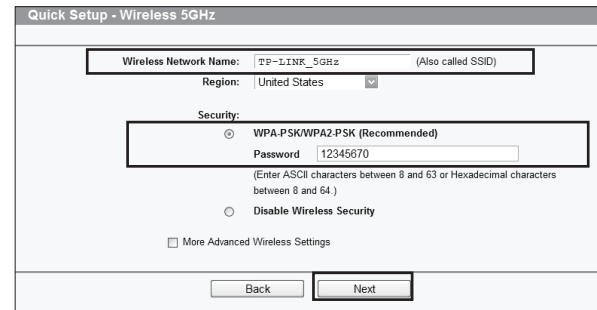 Quick Setup - Wireless 5GHz
Wireless Network Name: TP-LINK_5GHz (Also called SSID)
Region: United States
Security:
WPA-PSK/WPA2-PSK (Recommended)
Password 12345670
(Enter ASCII characters between 8 and 63 or Hexadecimal characters
between 8 and 64.)
Disable Wireless Security
More Advanced Wireless Settings
Back Next